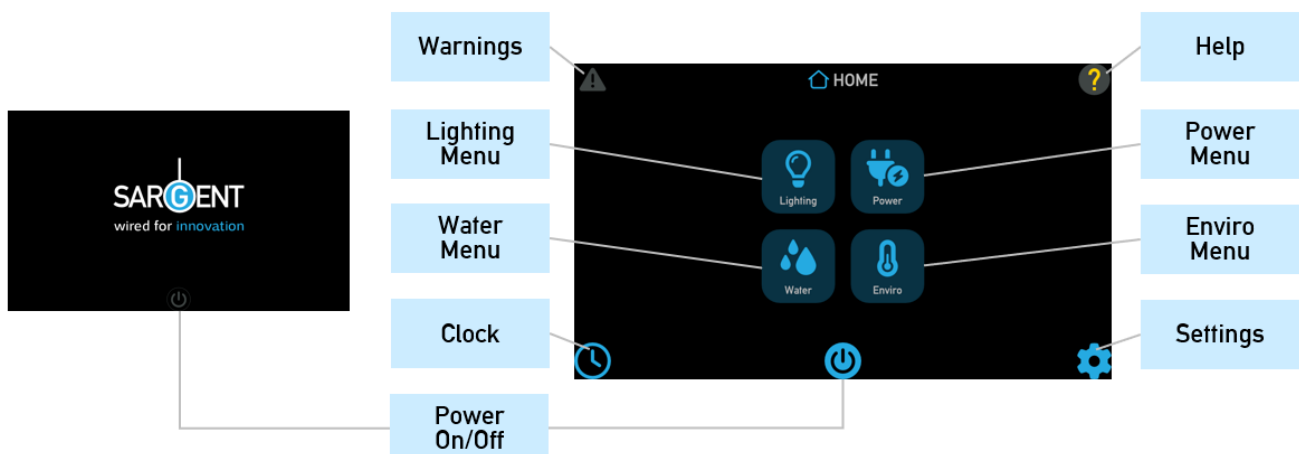 Warnings
Help
HOME
?
Lighting
Menu
Power
Menu
SARGENT
wired for innovation
Lighting
Power
Water
Menu
Enviro
Menu
Water
Enviro
Clock
Settings
Power
On/Off